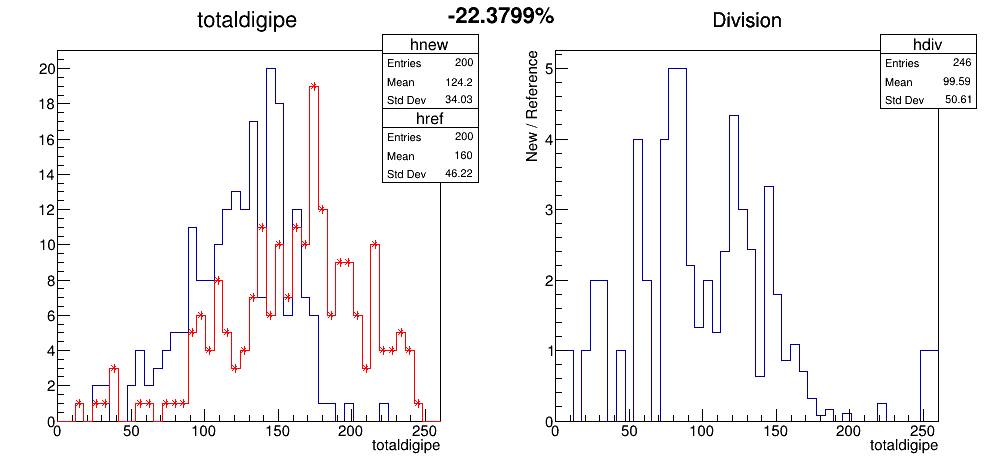 -22.3799%
totaldigipe
hnew
Entries 200
Mean 124.2
Std Dev 34.03
href
Entries 200
Mean 160
Std Dev 46.22
20
18
16
14
12
10
8
6
4
2
0
0 50 100 150 200 250
totaldigipe
Division
hdiv
Entries 246
Mean 99.59
Std Dev 50.61
New / Reference
5
4
3
2
1
0
0 50 100 150 200 250
totaldigipe